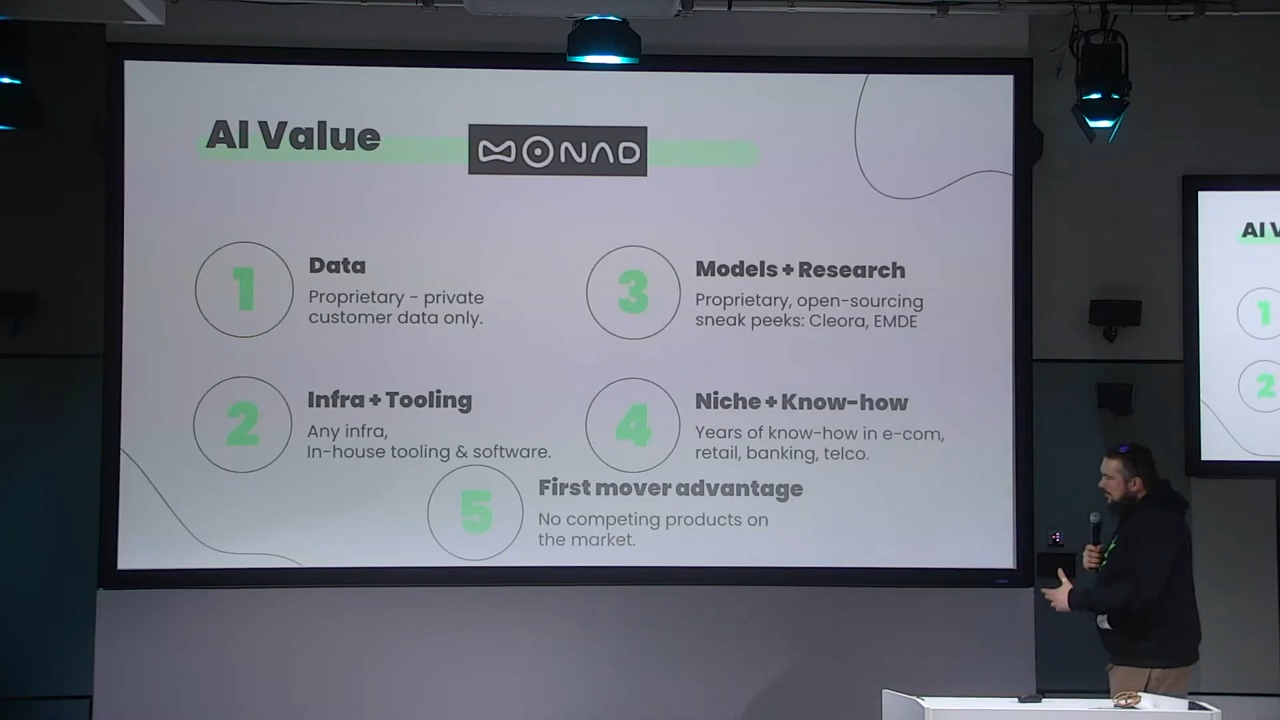 AI Value
MONAD
1
Data
Proprietary - private
customer data only.
2
Infra + Tooling
Any infra,
In-house tooling & software.
3
Models + Research
Proprietary, open-sourcing
sneak peeks: Cleora, EMDE
4
Niche + Know-how
Years of know-how in e-com,
retail, banking, telco.
5
First mover advantage
No competing products on
the market.
AI V
1
2